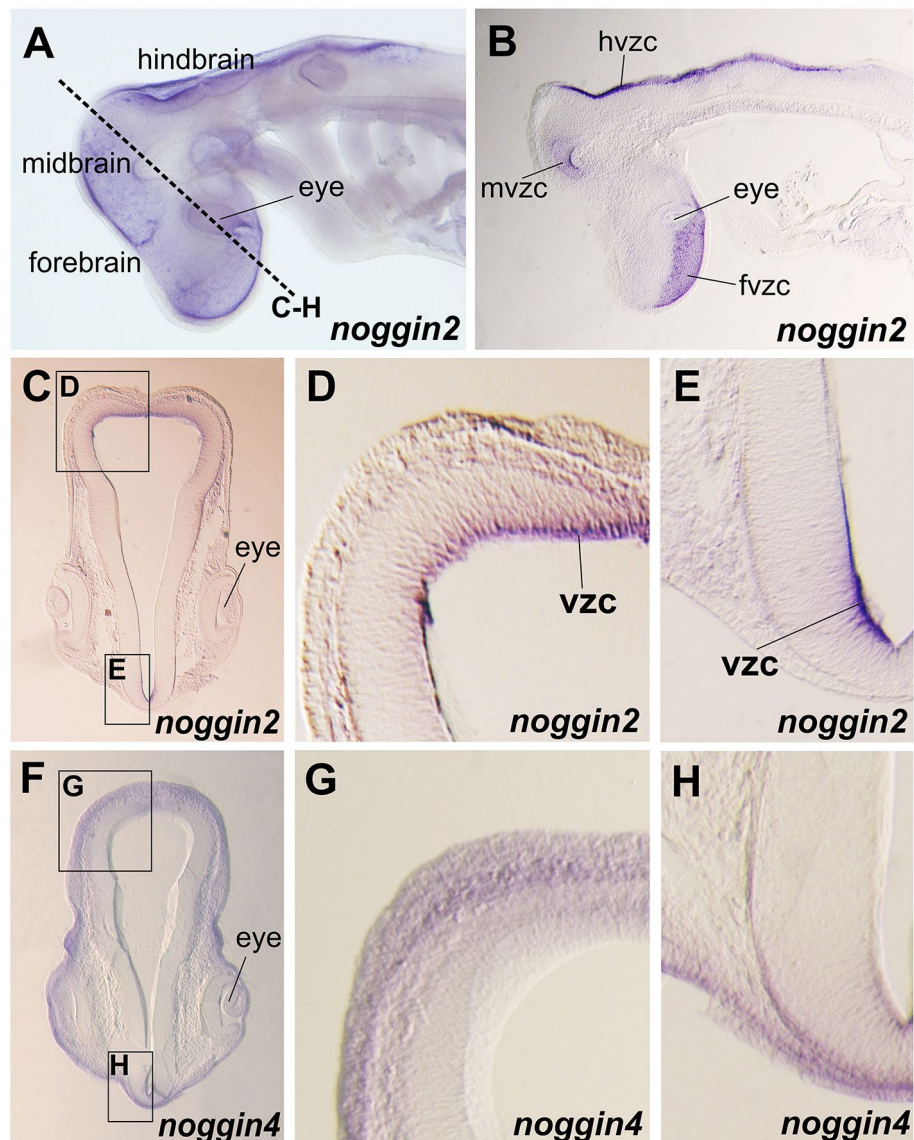 A
hindbrain
midbrain
eye
forebrain
C-H
noggin2
B
hvzc
mvzc
eye
fvzc
noggin2
C
D
eye
E
noggin2
D
vzc
noggin2
E
vzc
noggin2
F
G
eye
H
noggin4
G
noggin4
H
noggin4